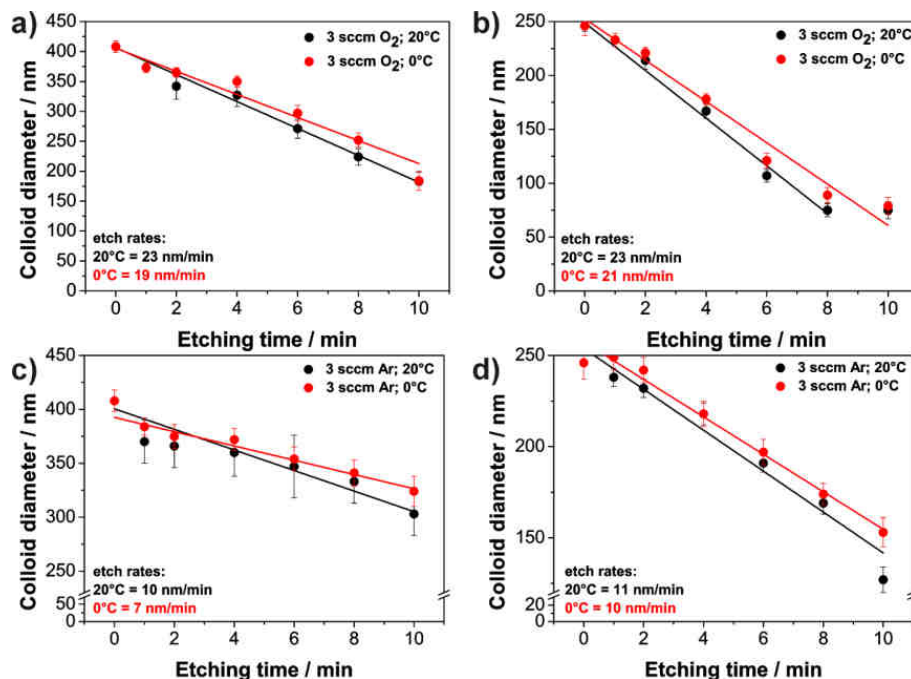 a)
3 sccm O₂; 20°C
3 sccm O₂; 0°C
Colloid diameter / nm
450
400
350
300
250
200
150
100
50
0
etch rates:
20°C = 23 nm/min
0°C = 19 nm/min
0 2 4 6 8 10
Etching time / min
b)
3 sccm O₂; 20°C
3 sccm O₂; 0°C
Colloid diameter / nm
250
200
150
100
50
0
etch rates:
20°C = 23 nm/min
0°C = 21 nm/min
0 2 4 6 8 10
Etching time / min
c)
3 sccm Ar; 20°C
3 sccm Ar; 0°C
Colloid diameter / nm
450
400
350
300
250
50
0
etch rates:
20°C = 10 nm/min
0°C = 7 nm/min
0 2 4 6 8 10
Etching time / min
d)
3 sccm Ar; 20°C
3 sccm Ar; 0°C
Colloid diameter / nm
250
200
150
20
0
etch rates:
20°C = 11 nm/min
0°C = 10 nm/min
0 2 4 6 8 10
Etching time / min